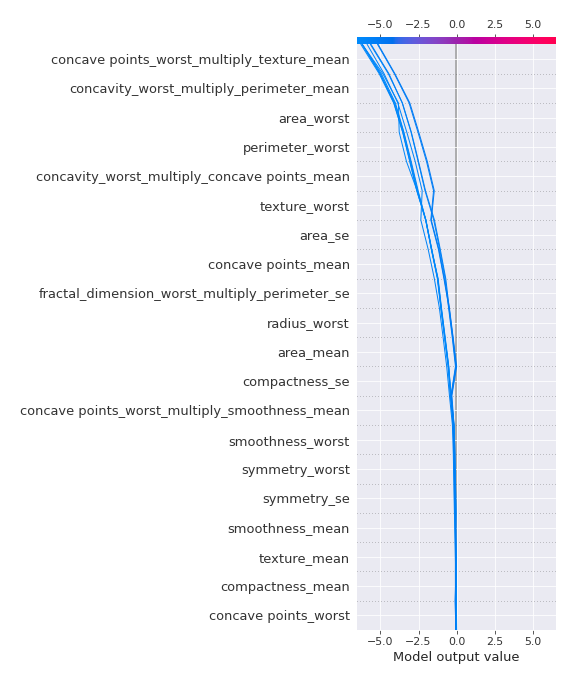 −5.0 −2.5 0.0 2.5 5.0
concave points_worst_multiply_texture_mean
concavity_worst_multiply_perimeter_mean
area_worst
perimeter_worst
concavity_worst_multiply_concave points_mean
texture_worst
area_se
concave points_mean
fractal_dimension_worst_multiply_perimeter_se
radius_worst
area_mean
compactness_se
concave points_worst_multiply_smoothness_mean
smoothness_worst
symmetry_worst
symmetry_se
smoothness_mean
texture_mean
compactness_mean
concave points_worst
−5.0 −2.5 0.0 2.5 5.0
Model output value